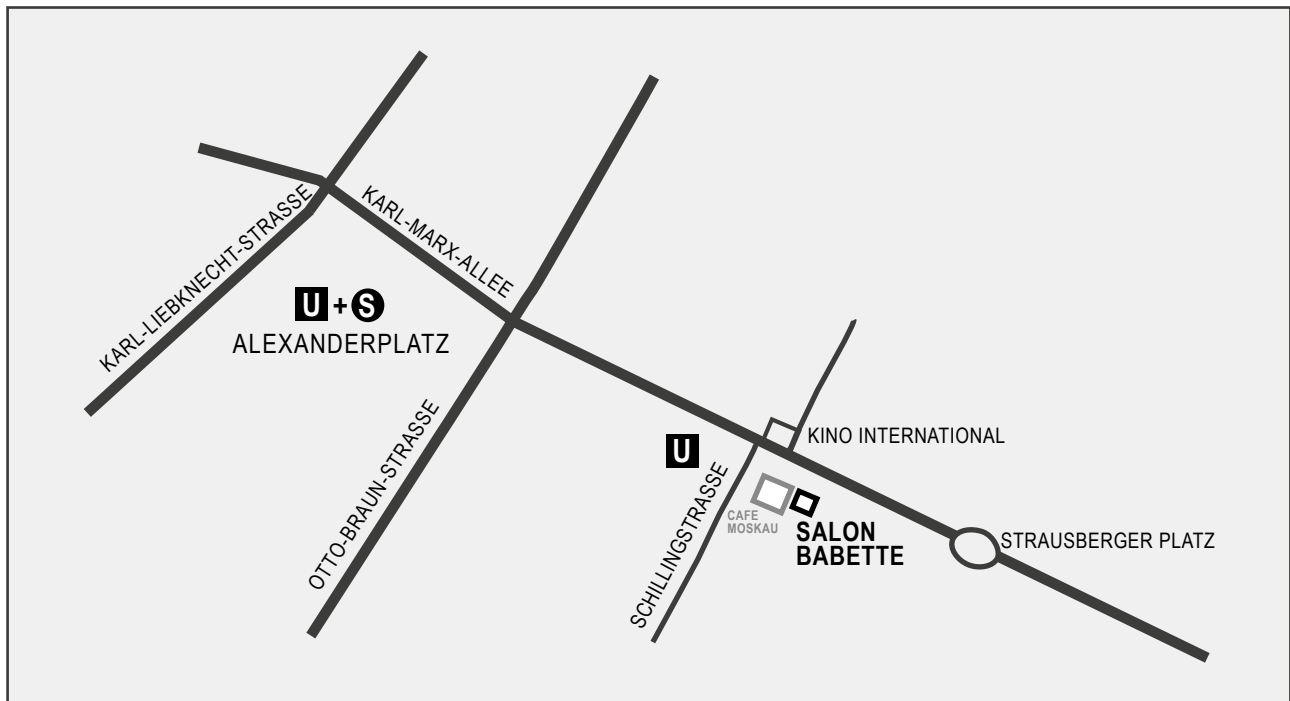 KARL-LIEBKNECHT-STRASSE
KARL-MARX-ALLEE
U + S
ALEXANDERPLATZ
OTTO-BRAUN-STRASSE
U
SCHILLINGSTRASSE
KINO INTERNATIONAL
CAFE
MOSKAU
SALON
BABETTE
STRAUSBERGER PLATZ